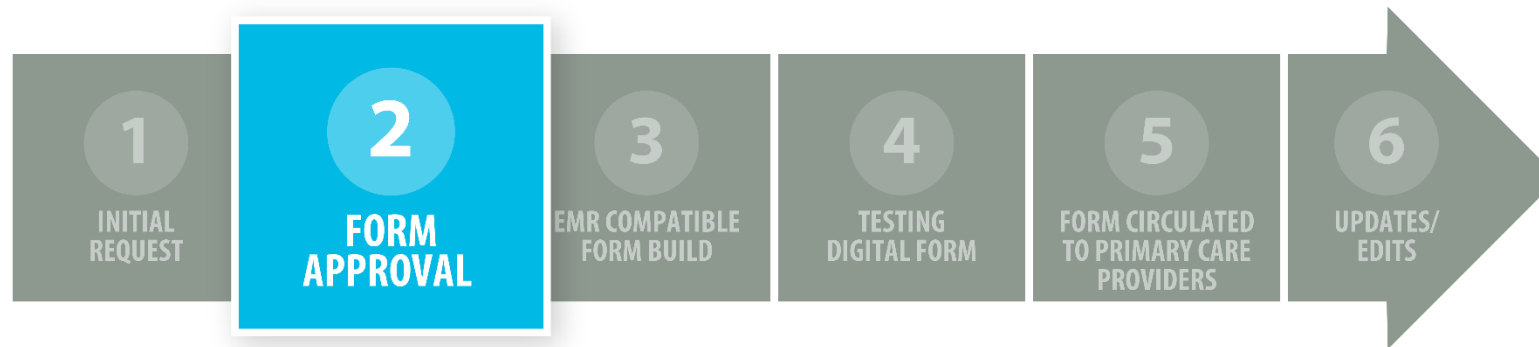 1
INITIAL
REQUEST
2
FORM
APPROVAL
3
EMR COMPATIBLE
FORM BUILD
4
TESTING
DIGITAL FORM
5
FORM CIRCULATED
TO PRIMARY CARE
PROVIDERS
6
UPDATES/
EDITS